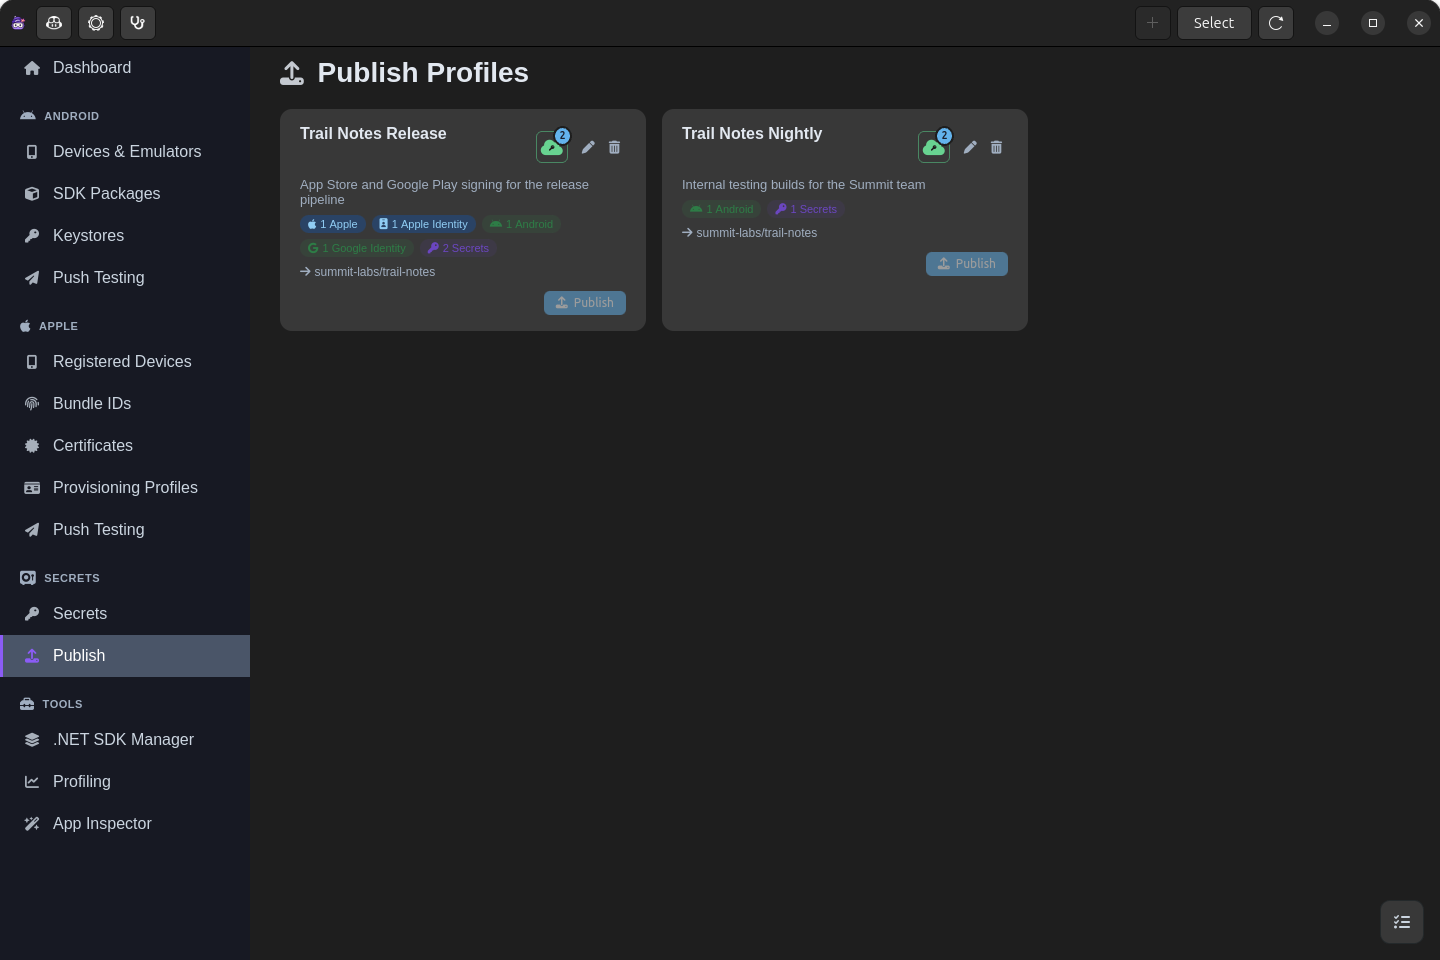 Select
Dashboard
ANDROID
Devices & Emulators
SDK Packages
Keystores
Push Testing
APPLE
Registered Devices
Bundle IDs
Certificates
Provisioning Profiles
Push Testing
SECRETS
Secrets
Publish
TOOLS
.NET SDK Manager
Profiling
App Inspector
Publish Profiles
Trail Notes Release
2
App Store and Google Play signing for the release
pipeline
1 Apple
1 Apple Identity
1 Android
1 Google Identity
2 Secrets
summit-labs/trail-notes
Publish
Trail Notes Nightly
2
Internal testing builds for the Summit team
1 Android
1 Secrets
summit-labs/trail-notes
Publish